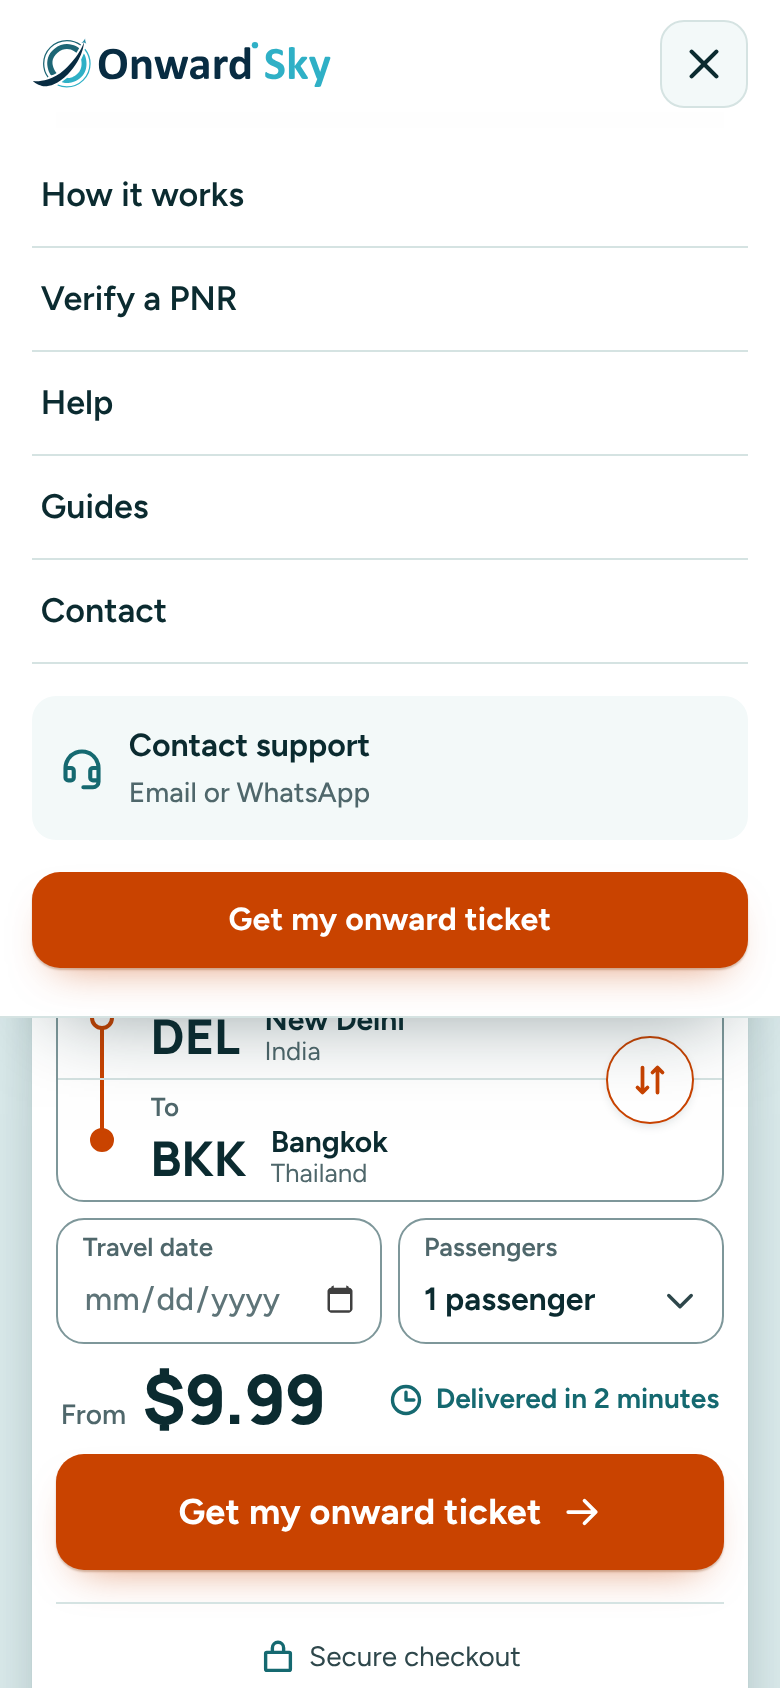 Onward Sky
How it works
Verify a PNR
Help
Guides
Contact
Contact support
Email or WhatsApp
Get my onward ticket
DEL New Delhi
India
To
BKK Bangkok
Thailand
Travel date
mm/dd/yyyy
Passengers
1 passenger
From $9.99
Delivered in 2 minutes
Get my onward ticket
Secure checkout